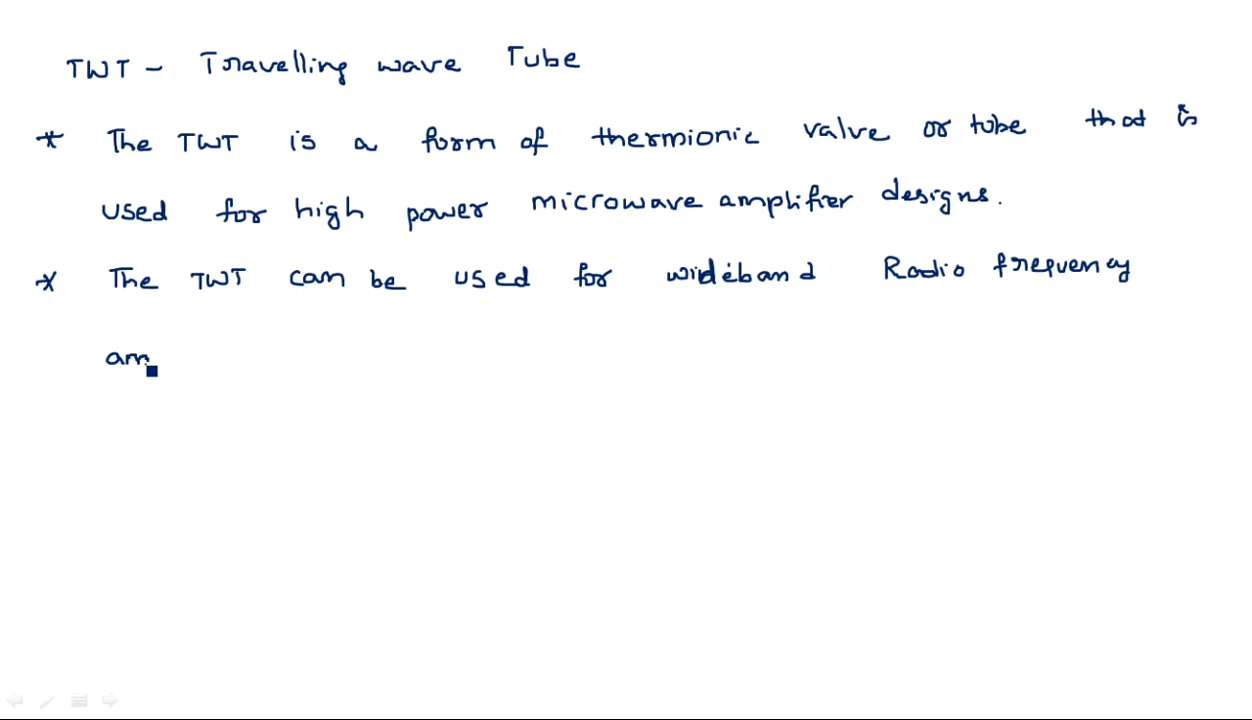 TWT - Travelling wave Tube
* The TWT is a form of thermionic valve or tube that is
used for high power microwave amplifier designs.
* The TWT can be used for wideband Radio frequency
am